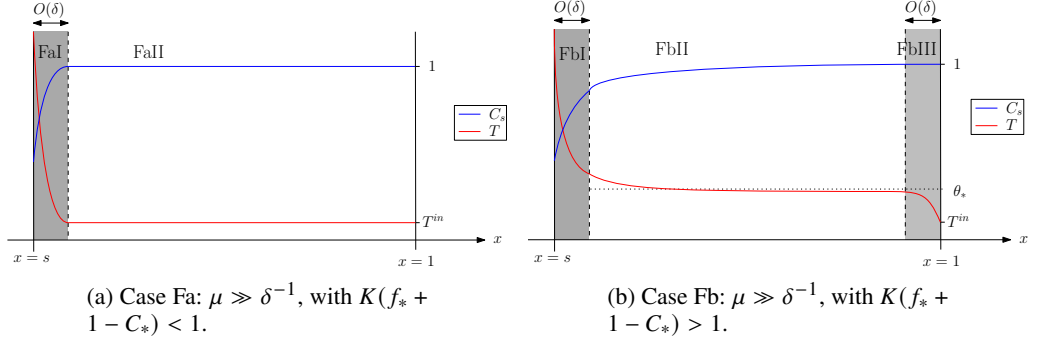 O(δ)
FaI
FaII
1
C_s
T
T^{in}
x
x = s
x = 1
(a) Case Fa: μ ≫ δ^{−1}, with K(f_* +
1 − C_*) < 1.
O(δ)
O(δ)
FbI
FbII
FbIII
1
C_s
T
θ_*
T^{in}
x
x = s
x = 1
(b) Case Fb: μ ≫ δ^{−1}, with K(f_* +
1 − C_*) > 1.